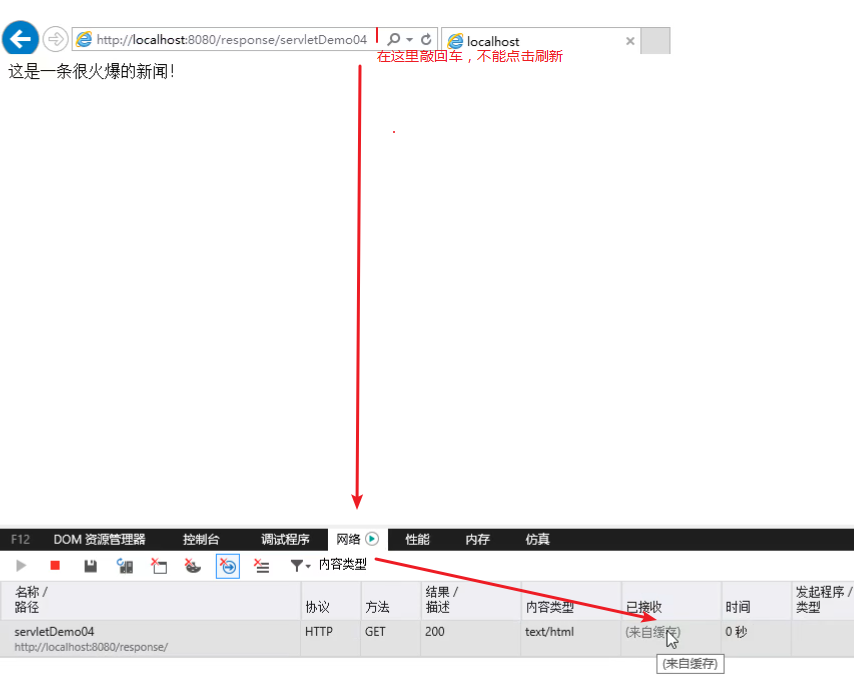 http://localhost:8080/response/servletDemo04
localhost
在这里敲回车，不能点击刷新
这是一条很火爆的新闻!
F12 DOM 资源管理器 控制台 调试程序 网络 性能 内存 仿真
内容类型
名称 / 路径 协议 方法 结果 / 描述 内容类型 已接收 时间 发起程序 / 类型
servletDemo04 HTTP GET 200 text/html (来自缓存) 0 秒
http://localhost:8080/response/
(来自缓存)